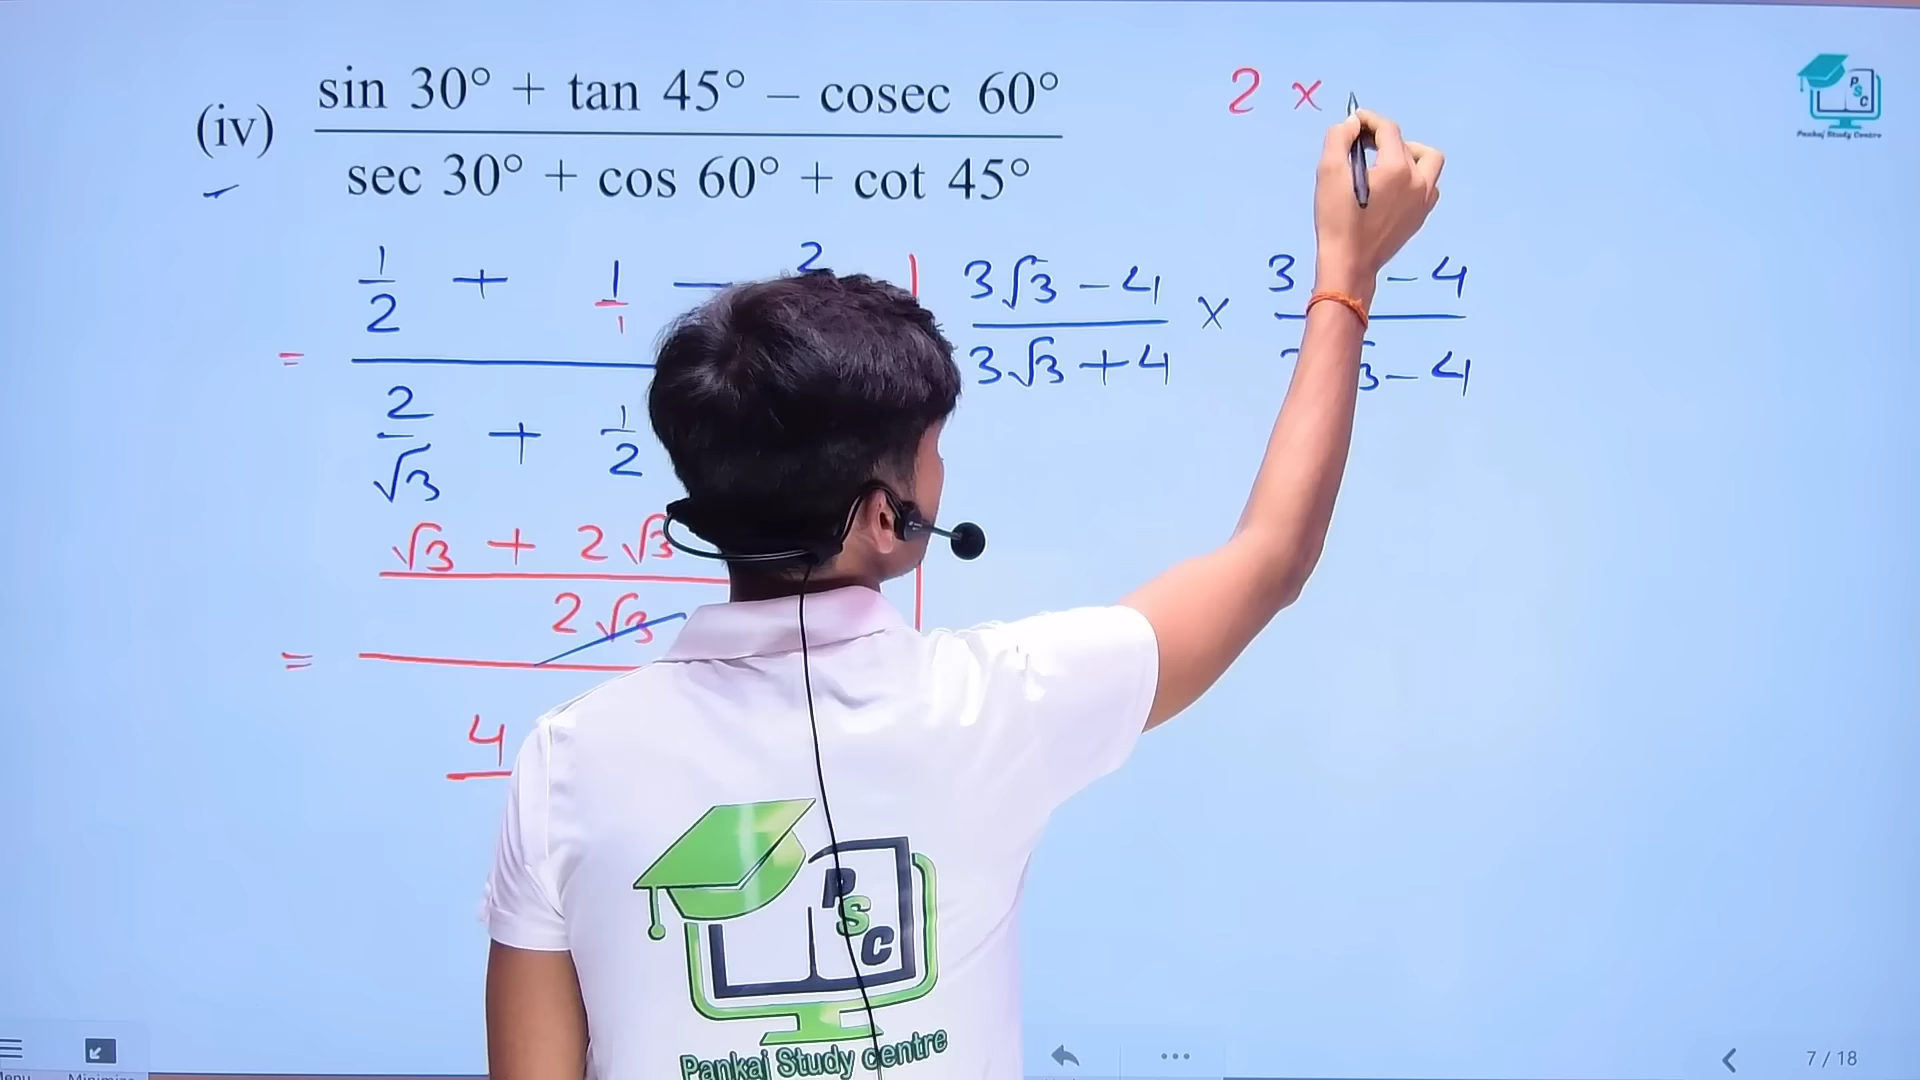 (iv) sin 30° + tan 45° – cosec 60°
sec 30° + cos 60° + cot 45°
2 ×
P
S
C
Pankaj Study Centre
1/2 + 1/1 — 2
=
2/√3 + 1/2
√3 + 2√3
2√3
=
4
3√3 – 4 × 3 – 4
3√3 + 4 3 – 4
P
S
C
Pankaj Study centre
7 / 18